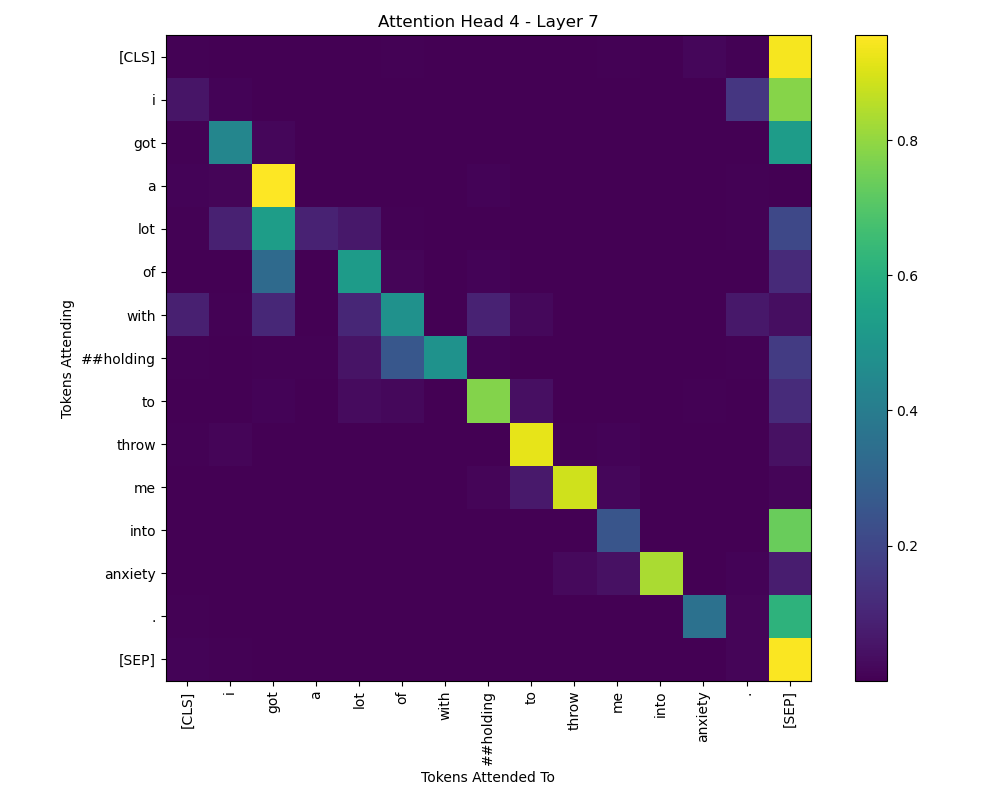 Attention Head 4 - Layer 7
Tokens Attending
[CLS]
i
got
a
lot
of
with
##holding
to
throw
me
into
anxiety
.
[SEP]
[CLS]
i
got
a
lot
of
with
##holding
to
throw
me
into
anxiety
.
[SEP]
Tokens Attended To
0.8
0.6
0.4
0.2